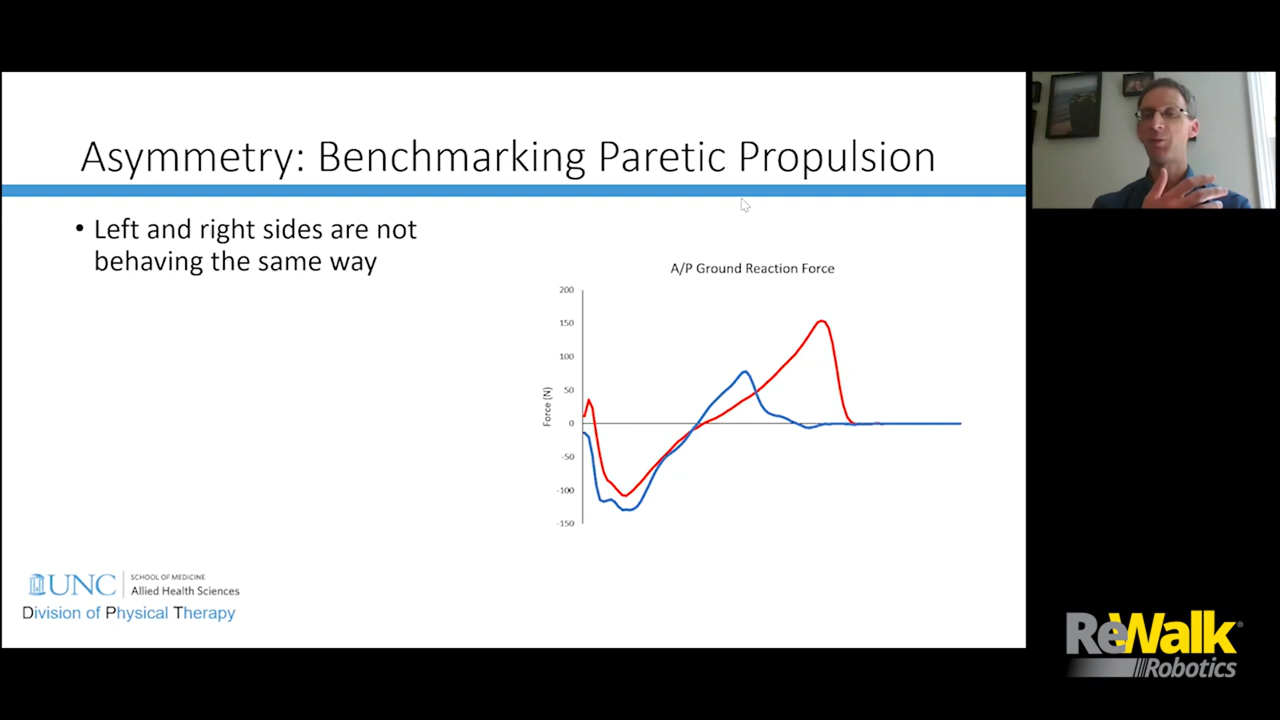 Asymmetry: Benchmarking Paretic Propulsion
• Left and right sides are not
behaving the same way
A/P Ground Reaction Force
200
150
100
50
0
-50
-100
-150
Force (N)
UNC
SCHOOL OF MEDICINE
Allied Health Sciences
Division of Physical Therapy
ReWalk
Robotics